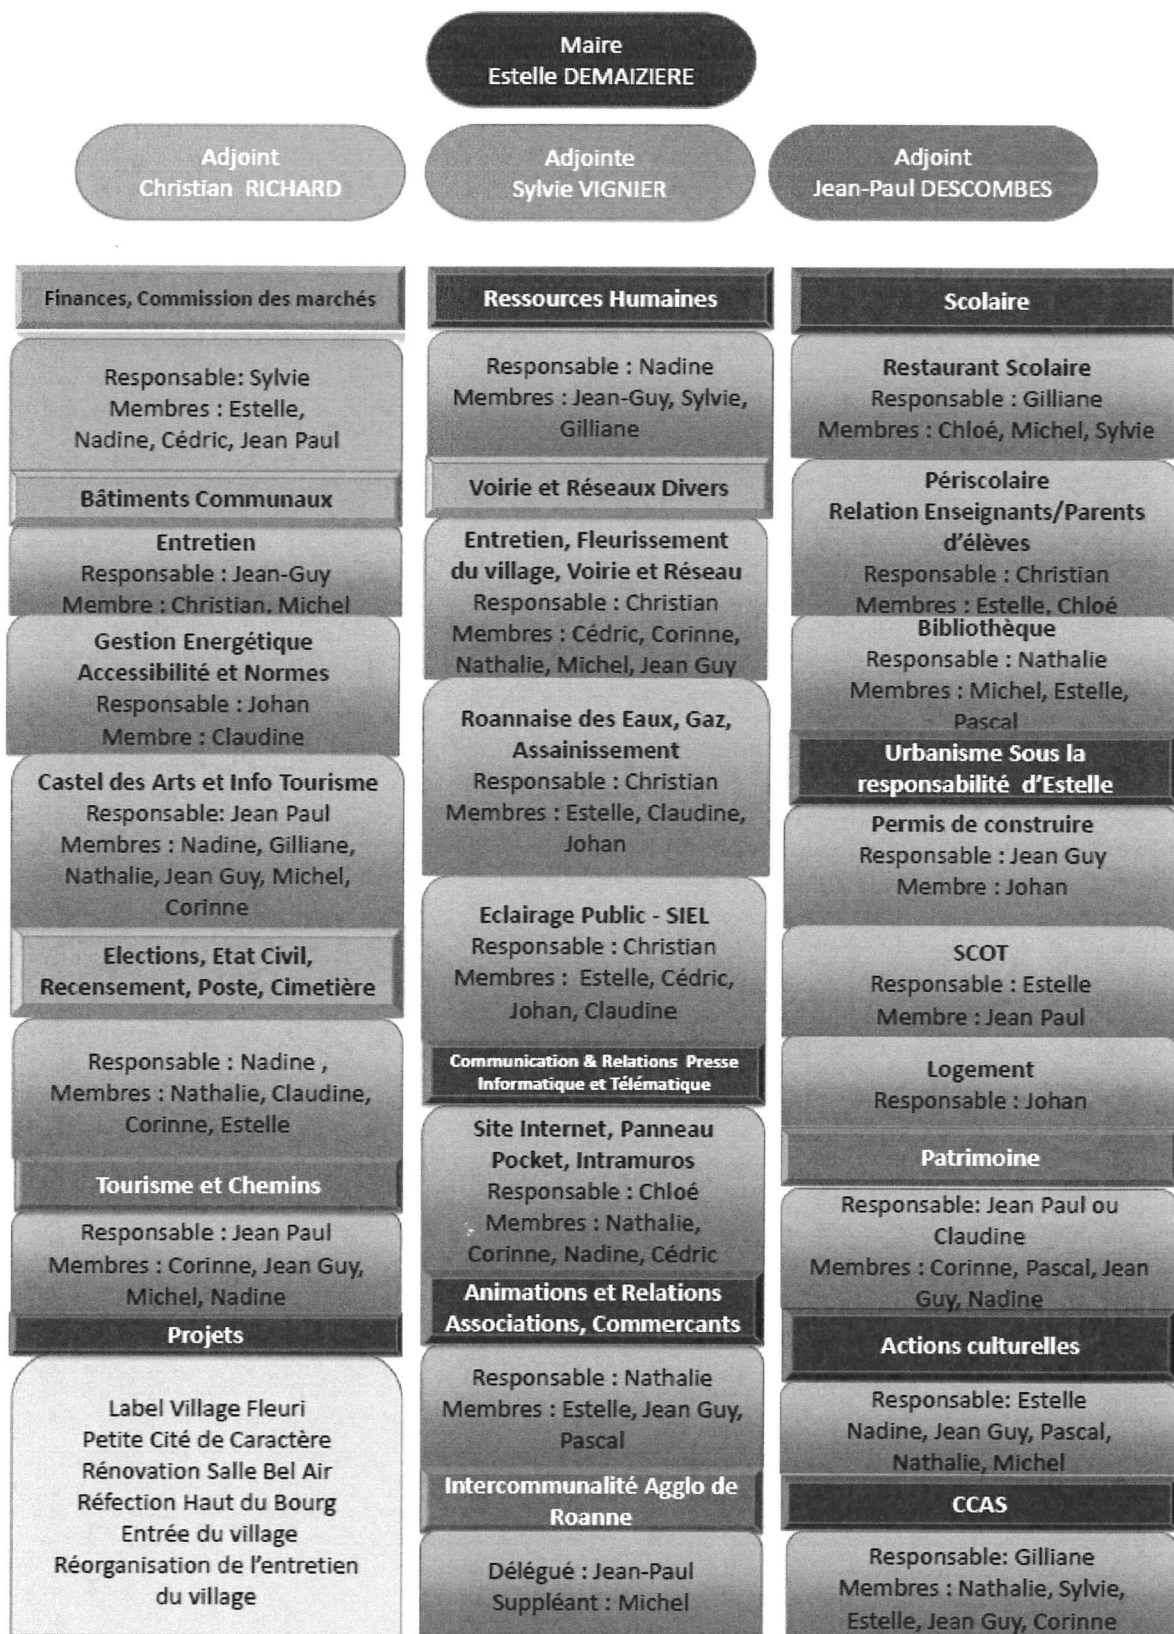 Maire
Estelle DEMAIZIERE
Adjoint
Christian RICHARD
Adjointe
Sylvie VIGNIER
Adjoint
Jean-Paul DESCOMBES
Finances, Commission des marchés
Responsable: Sylvie
Membres : Estelle,
Nadine, Cédric, Jean Paul
Bâtiments Communaux
Entretien
Responsable : Jean-Guy
Membre : Christian, Michel
Gestion Energétique
Accessibilité et Normes
Responsable : Johan
Membre : Claudine
Castel des Arts et Info Tourisme
Responsable: Jean Paul
Membres : Nadine, Gilliane,
Nathalie, Jean Guy, Michel,
Corinne
Elections, Etat Civil,
Recensement, Poste, Cimetière
Responsable : Nadine ,
Membres : Nathalie, Claudine,
Corinne, Estelle
Tourisme et Chemins
Responsable : Jean Paul
Membres : Corinne, Jean Guy,
Michel, Nadine
Projets
Label Village Fleuri
Petite Cité de Caractère
Rénovation Salle Bel Air
Réfection Haut du Bourg
Entrée du village
Réorganisation de l'entretien
du village
Ressources Humaines
Responsable : Nadine
Membres : Jean-Guy, Sylvie,
Gilliane
Voirie et Réseaux Divers
Entretien, Fleurissement
du village, Voirie et Réseau
Responsable : Christian
Membres : Cédric, Corinne,
Nathalie, Michel, Jean Guy
Roannaise des Eaux, Gaz,
Assainissement
Responsable : Christian
Membres : Estelle, Claudine,
Johan
Eclairage Public - SIEL
Responsable : Christian
Membres : Estelle, Cédric,
Johan, Claudine
Communication & Relations Presse
Informatique et Télématique
Site Internet, Panneau
Pocket, Intramuros
Responsable : Chloé
Membres : Nathalie,
Corinne, Nadine, Cédric
Animations et Relations
Associations, Commercants
Responsable : Nathalie
Membres : Estelle, Jean Guy,
Pascal
Intercommunalité Agglo de
Roanne
Délégué : Jean-Paul
Suppléant : Michel
Scolaire
Restaurant Scolaire
Responsable : Gilliane
Membres : Chloé, Michel, Sylvie
Périscolaire
Relation Enseignants/Parents
d'élèves
Responsable : Christian
Membres : Estelle, Chloé
Bibliothèque
Responsable : Nathalie
Membres : Michel, Estelle,
Pascal
Urbanisme Sous la
responsabilité d'Estelle
Permis de construire
Responsable : Jean Guy
Membre : Johan
SCOT
Responsable : Estelle
Membre : Jean Paul
Logement
Responsable : Johan
Patrimoine
Responsable: Jean Paul ou
Claudine
Membres : Corinne, Pascal, Jean
Guy, Nadine
Actions culturelles
Responsable: Estelle
Nadine, Jean Guy, Pascal,
Nathalie, Michel
CCAS
Responsable: Gilliane
Membres : Nathalie, Sylvie,
Estelle, Jean Guy, Corinne